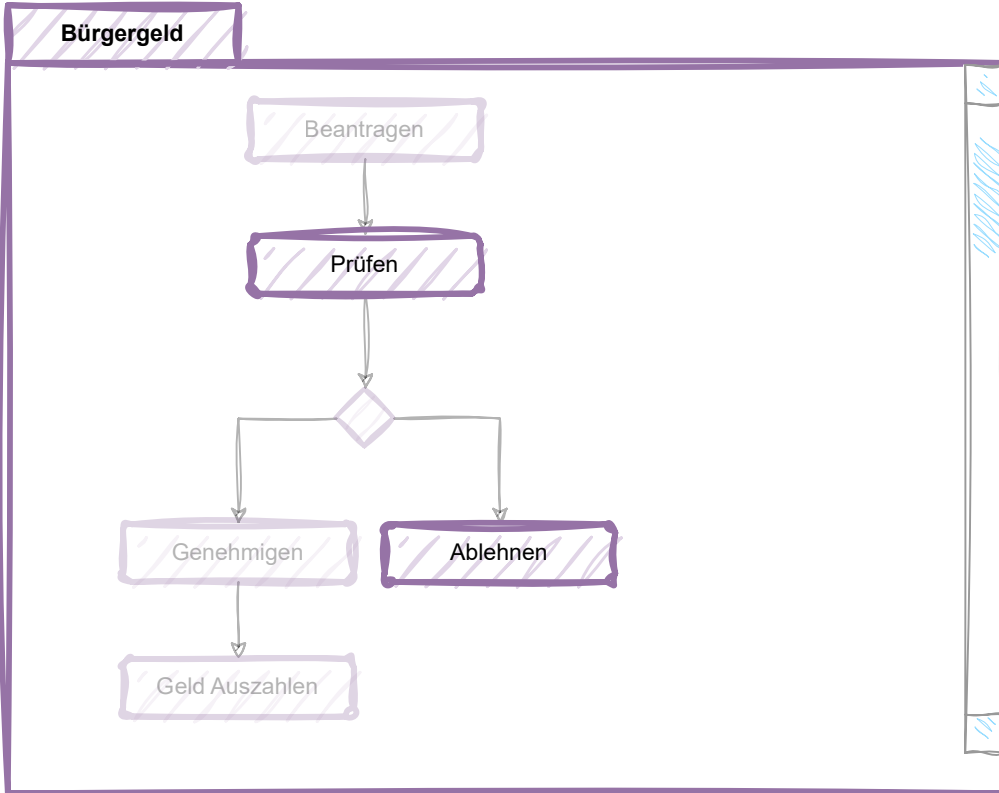 Bürgergeld
Beantragen
Prüfen
Genehmigen
Ablehnen
Geld Auszahlen